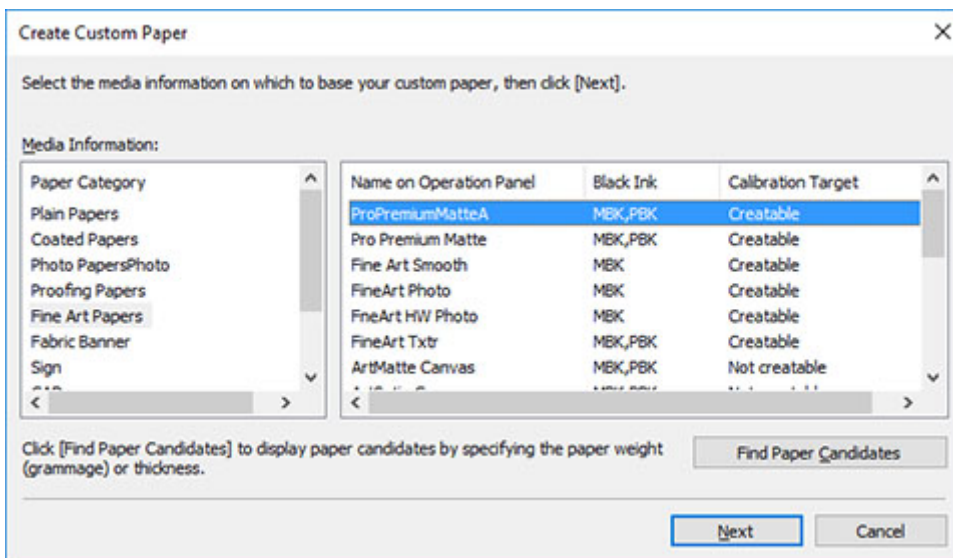 Create Custom Paper
Select the media information on which to base your custom paper, then click [Next].
Media Information:
Paper Category
Plain Papers
Coated Papers
Photo PapersPhoto
Proofing Papers
Fine Art Papers
Fabric Banner
Sign
Name on Operation Panel Black Ink Calibration Target
ProPremiumMatteA MBK,PBK Creatable
Pro Premium Matte MBK,PBK Creatable
Fine Art Smooth MBK Creatable
FineArt Photo MBK Creatable
FneArt HW Photo MBK Creatable
FineArt Txtr MBK,PBK Creatable
ArtMatte Canvas MBK,PBK Not creatable
Click [Find Paper Candidates] to display paper candidates by specifying the paper weight
(grammage) or thickness.
Find Paper Candidates
Next Cancel